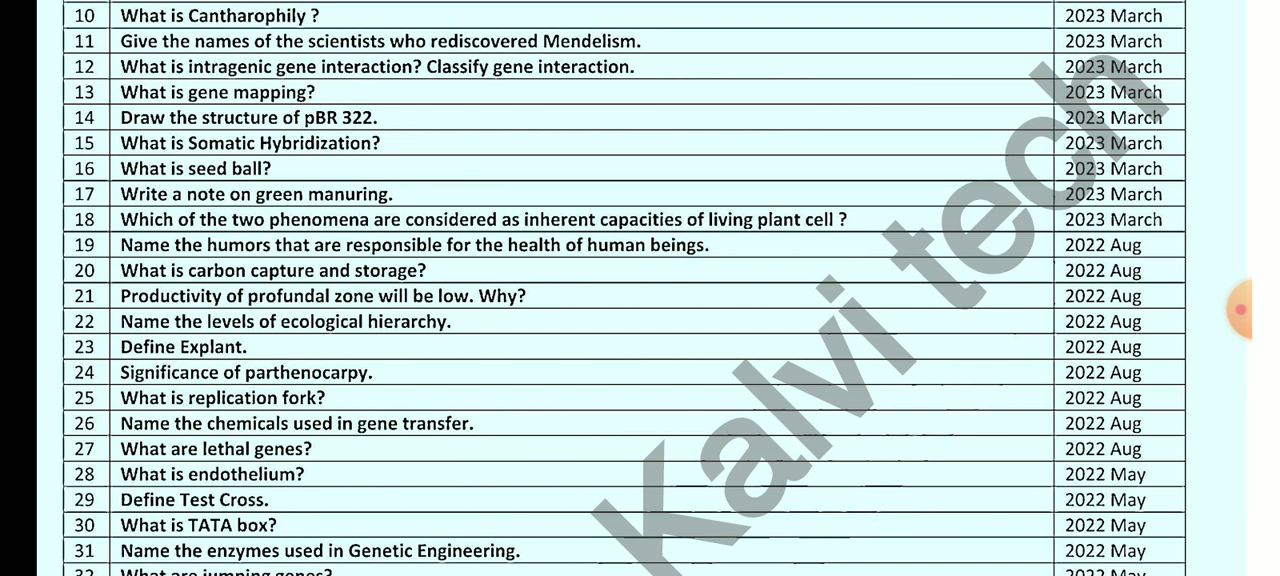 10 What is Cantharophily ? 2023 March
11 Give the names of the scientists who rediscovered Mendelism. 2023 March
12 What is intragenic gene interaction? Classify gene interaction. 2023 March
13 What is gene mapping? 2023 March
14 Draw the structure of pBR 322. 2023 March
15 What is Somatic Hybridization? 2023 March
16 What is seed ball? 2023 March
17 Write a note on green manuring. 2023 March
18 Which of the two phenomena are considered as inherent capacities of living plant cell ? 2023 March
19 Name the humors that are responsible for the health of human beings. 2022 Aug
20 What is carbon capture and storage? 2022 Aug
21 Productivity of profundal zone will be low. Why? 2022 Aug
22 Name the levels of ecological hierarchy. 2022 Aug
23 Define Explant. 2022 Aug
24 Significance of parthenocarpy. 2022 Aug
25 What is replication fork? 2022 Aug
26 Name the chemicals used in gene transfer. 2022 Aug
27 What are lethal genes? 2022 Aug
28 What is endothelium? 2022 May
29 Define Test Cross. 2022 May
30 What is TATA box? 2022 May
31 Name the enzymes used in Genetic Engineering. 2022 May
32 What are jumping genes? 2022 May
Kalvi tech